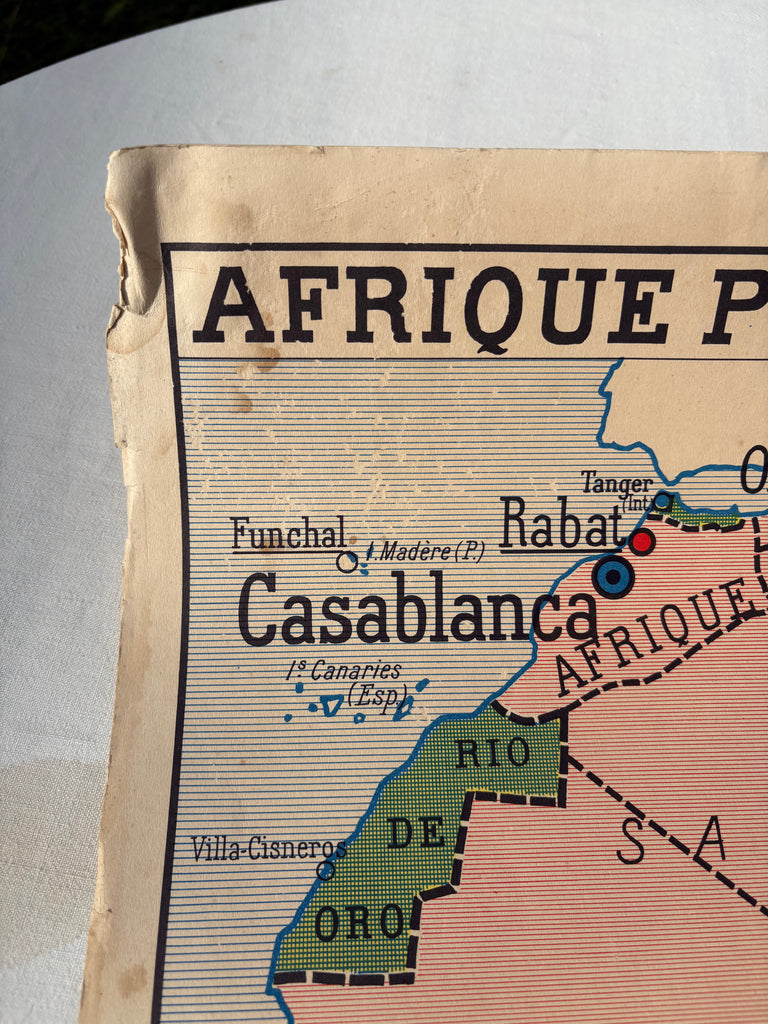 AFRIQUE P
O
Tanger
(Int)
Rabat
Funchal
I. Madère (P.)
Casablanca
AFRIQUE
Iˢ Canaries
(Esp.)
RIO
DE
ORO
Villa-Cisneros
S A